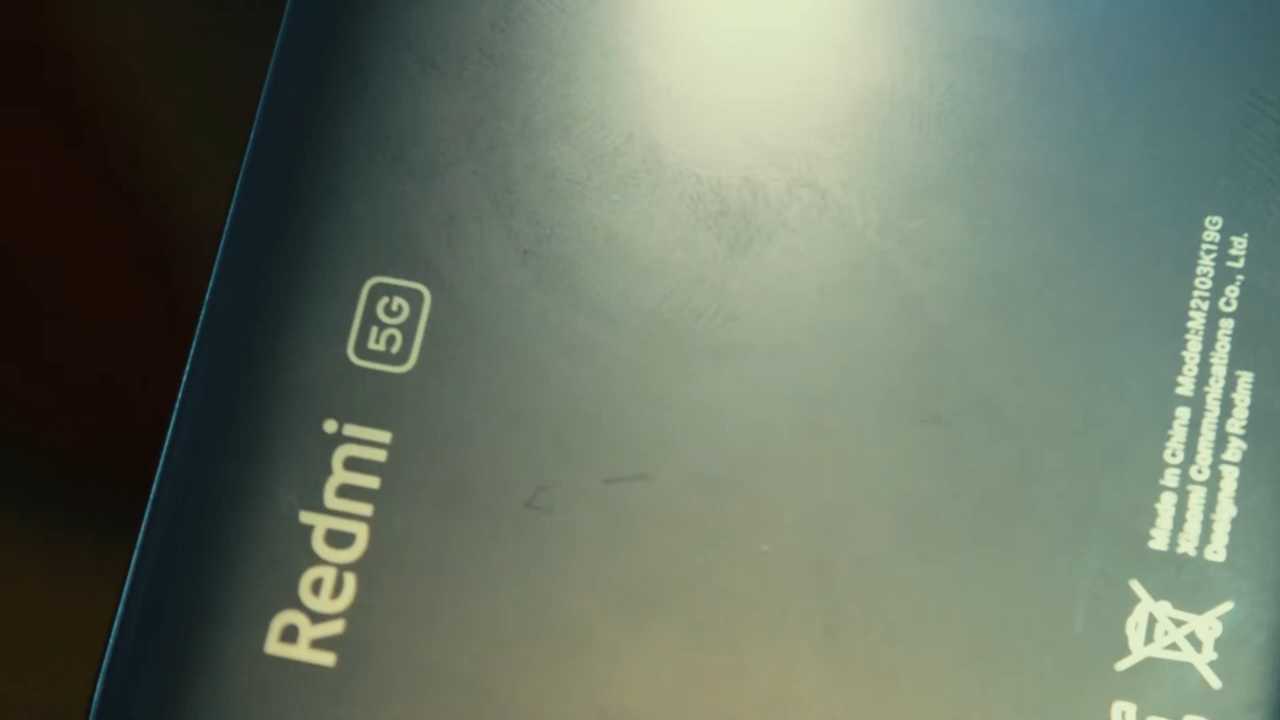 Redmi 5G
Made in China Model:M2103K19G
Xiaomi Communications Co., Ltd.
Designed by Redmi